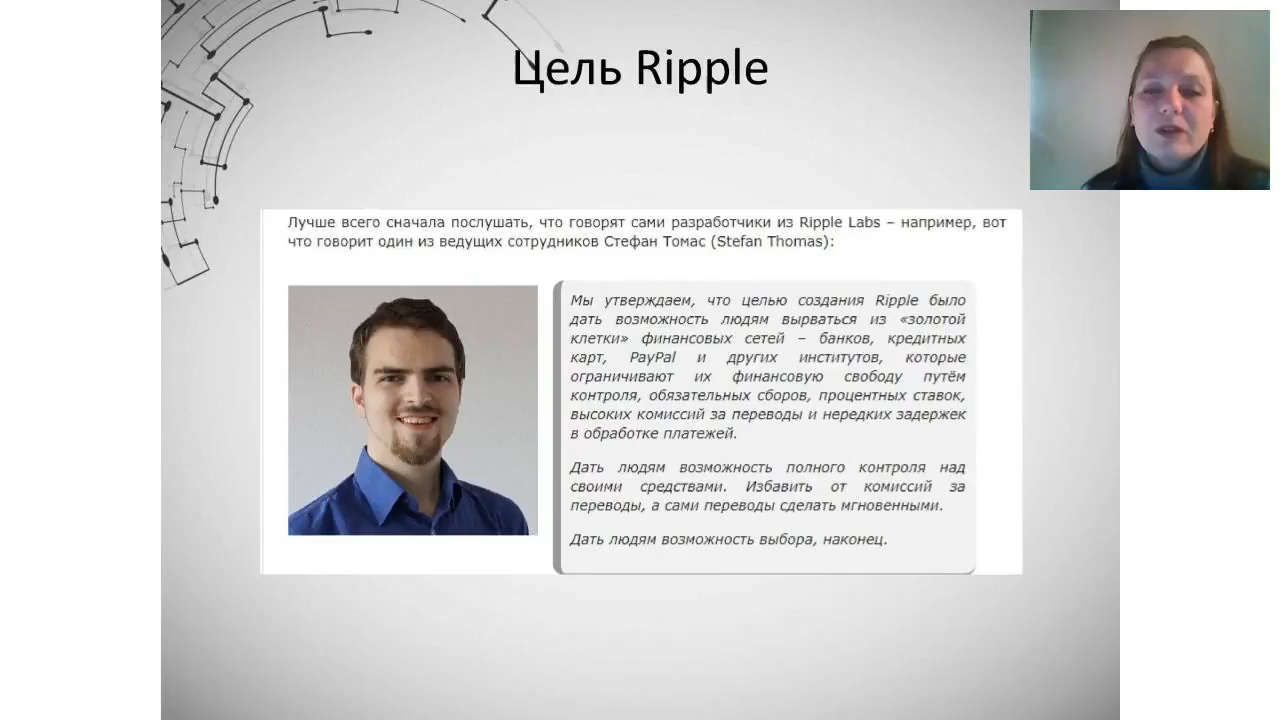 Цель Ripple
Лучше всего сначала послушать, что говорят сами разработчики из Ripple Labs – например, вот
что говорит один из ведущих сотрудников Стефан Томас (Stefan Thomas):
Мы утверждаем, что целью создания Ripple было
дать возможность людям вырваться из «золотой
клетки» финансовых сетей – банков, кредитных
карт, PayPal и других институтов, которые
ограничивают их финансовую свободу путём
контроля, обязательных сборов, процентных ставок,
высоких комиссий за переводы и нередких задержек
в обработке платежей.
Дать людям возможность полного контроля над
своими средствами. Избавить от комиссий за
переводы, а сами переводы сделать мгновенными.
Дать людям возможность выбора, наконец.